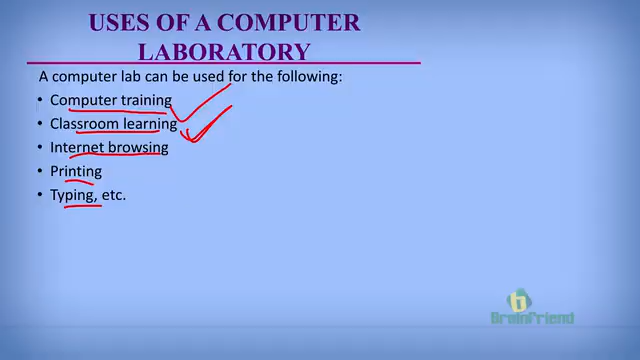 USES OF A COMPUTER
LABORATORY
A computer lab can be used for the following:
• Computer training
• Classroom learning
• Internet browsing
• Printing
• Typing, etc.
b
BrainFriend